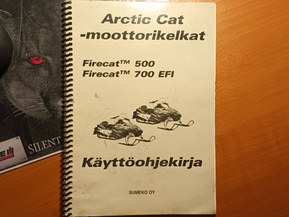 Arctic Cat
-moottorikelkat
Firecat™ 500
Firecat™ 700 EFI
Käyttöohjekirja
SUMEKO OY
SILENT